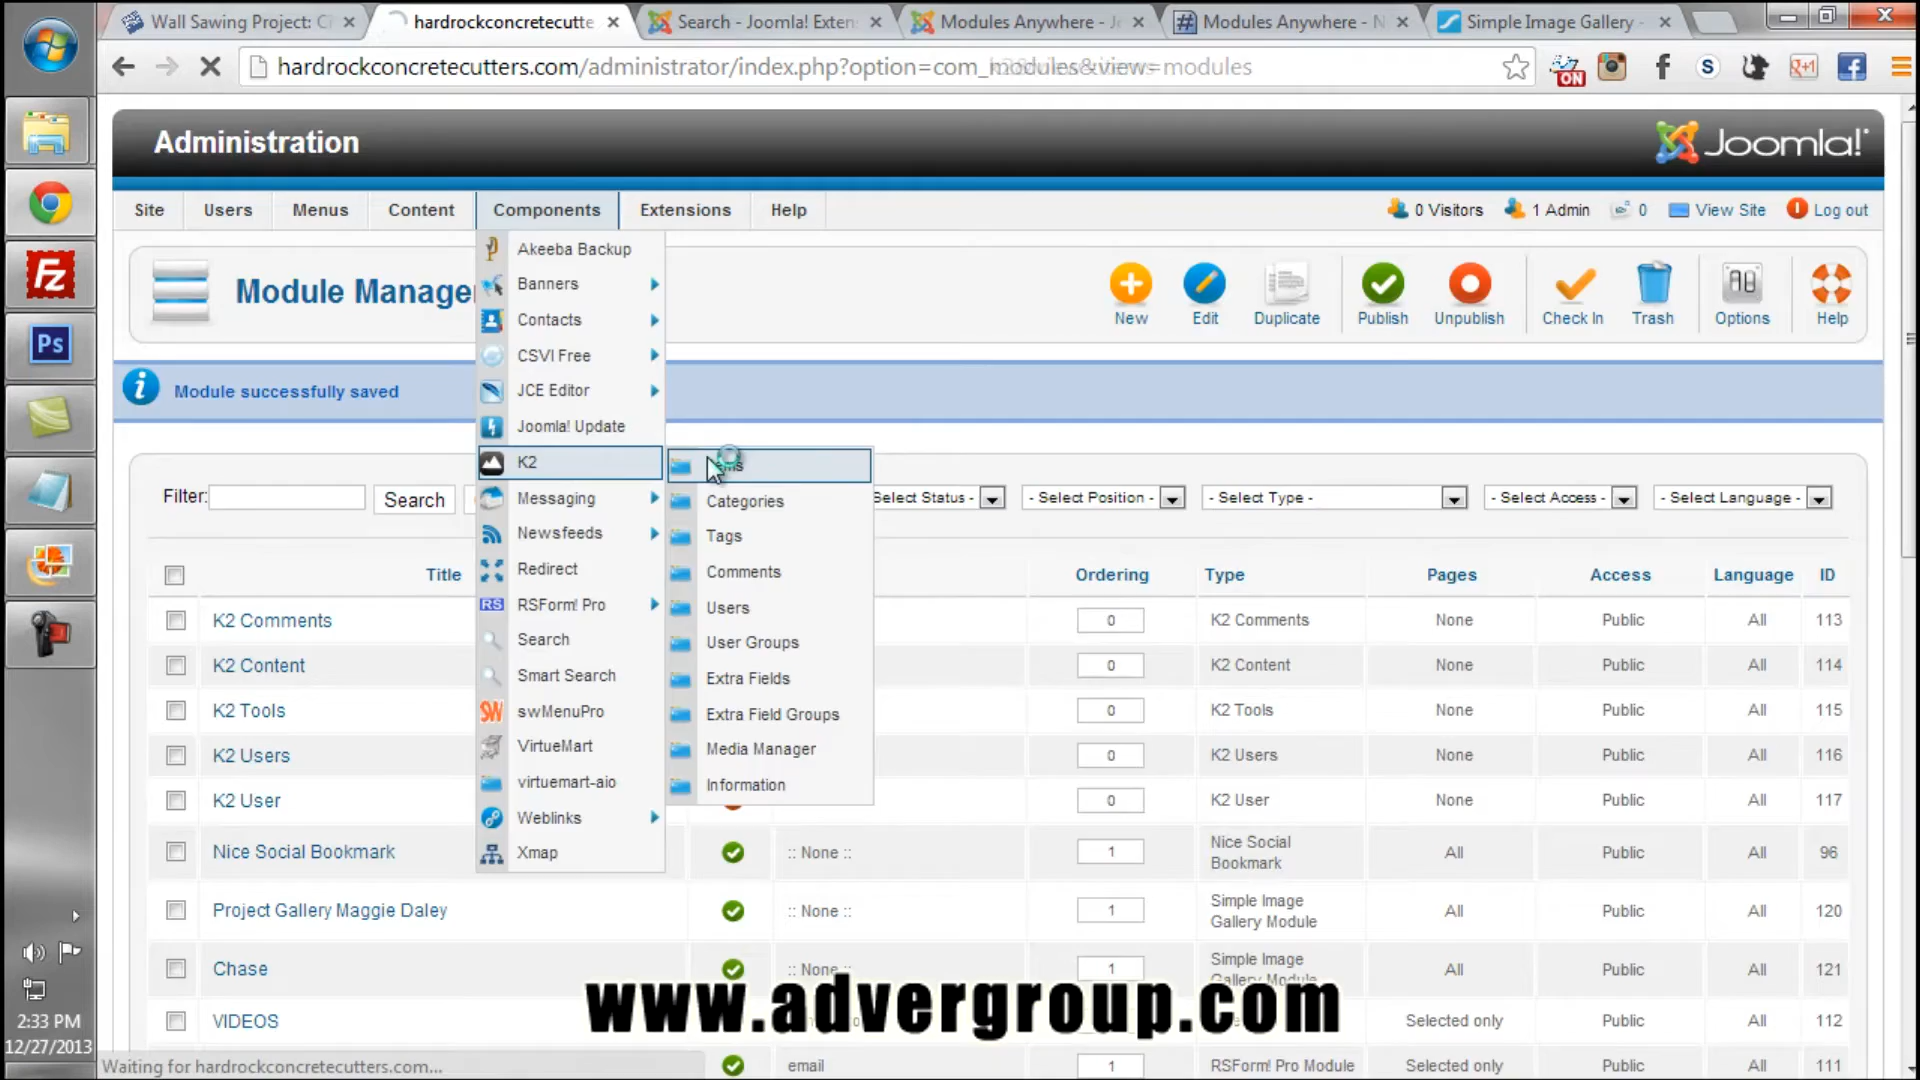 Wall Sawing Project: C
hardrockconcretecutte
Search - Joomla! Exten
Modules Anywhere - J
Modules Anywhere - N
Simple Image Gallery -
hardrockconcretecutters.com/administrator/index.php?option=com_modules&view=modules
ON
Administration
Joomla!
Site
Users
Menus
Content
Components
Extensions
Help
0 Visitors
1 Admin
0
View Site
Log out
Module Manage
New
Edit
Duplicate
Publish
Unpublish
Check In
Trash
Options
Help
Module successfully saved
Akeeba Backup
Banners
Contacts
CSVI Free
JCE Editor
Joomla! Update
K2
Messaging
Newsfeeds
Redirect
RSForm! Pro
Search
Smart Search
swMenuPro
VirtueMart
virtuemart-aio
Weblinks
Xmap
Categories
Tags
Comments
Users
User Groups
Extra Fields
Extra Field Groups
Media Manager
Information
Filter:
Search
Select Status -
- Select Position -
- Select Type -
- Select Access -
- Select Language -
Title
Ordering
Type
Pages
Access
Language
ID
K2 Comments 0 K2 Comments None Public All 113
K2 Content 0 K2 Content None Public All 114
K2 Tools 0 K2 Tools None Public All 115
K2 Users 0 K2 Users None Public All 116
K2 User 0 K2 User None Public All 117
Nice Social Bookmark :: None :: 1 Nice Social Bookmark All Public All 96
Project Gallery Maggie Daley :: None :: 1 Simple Image Gallery Module All Public All 120
Chase :: None :: 1 Simple Image Gallery Module All Public All 121
VIDEOS Selected only Public All 112
email 1 RSForm! Pro Module Selected only Public All 111
www.advergroup.com
2:33 PM
12/27/2013
Waiting for hardrockconcretecutters.com...